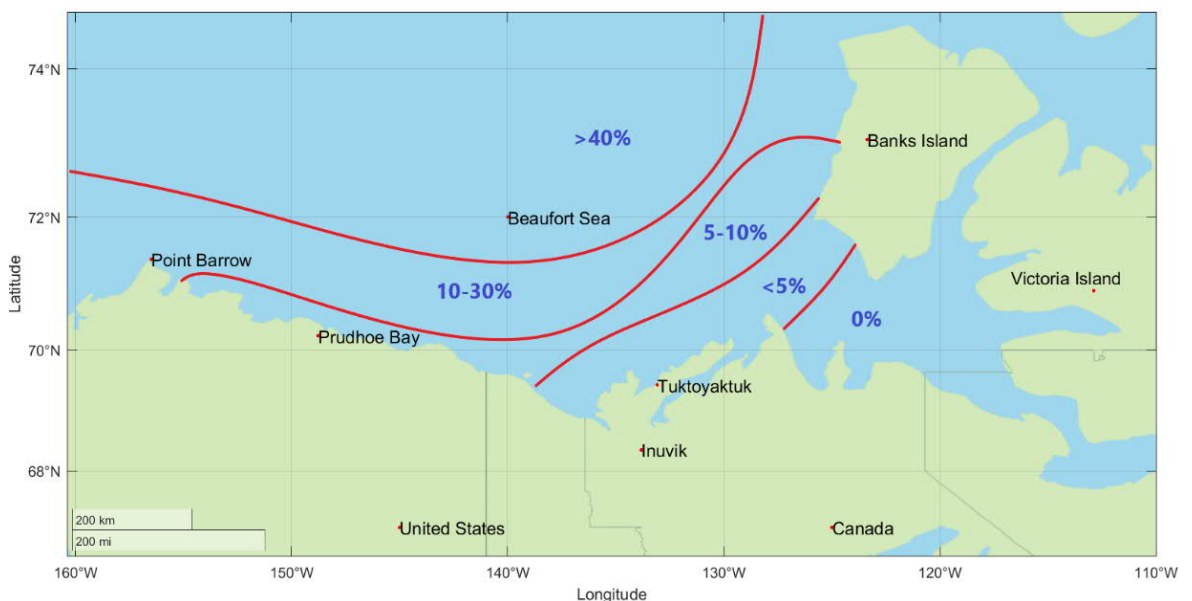 74°N
72°N
70°N
68°N
Latitude
>40%
Banks Island
Beaufort Sea
5-10%
Point Barrow
Victoria Island
10-30%
<5%
0%
Prudhoe Bay
Tuktoyaktuk
Inuvik
200 km
200 mi
United States
Canada
160°W
150°W
140°W
130°W
120°W
110°W
Longitude